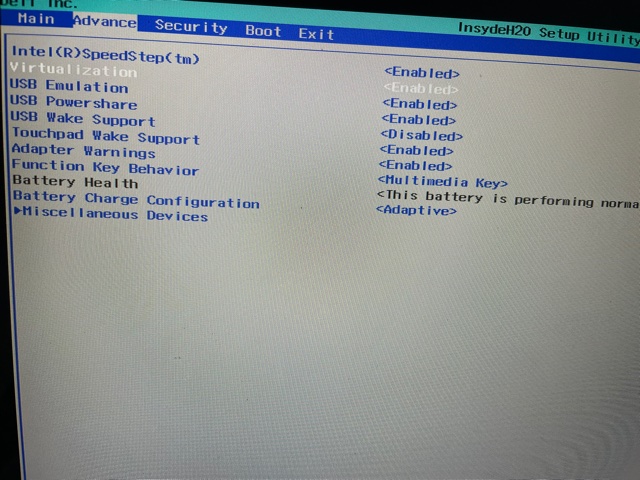 Dell Inc.
InsydeH20 Setup Utility
Main Advance Security Boot Exit
Intel(R)SpeedStep(tm) <Enabled>
Virtualization <Enabled>
USB Emulation <Enabled>
USB Powershare <Enabled>
USB Wake Support <Disabled>
Touchpad Wake Support <Enabled>
Adapter Warnings <Enabled>
Function Key Behavior <Multimedia Key>
Battery Health <This battery is performing norma
Battery Charge Configuration <Adaptive>
▶Miscellaneous Devices